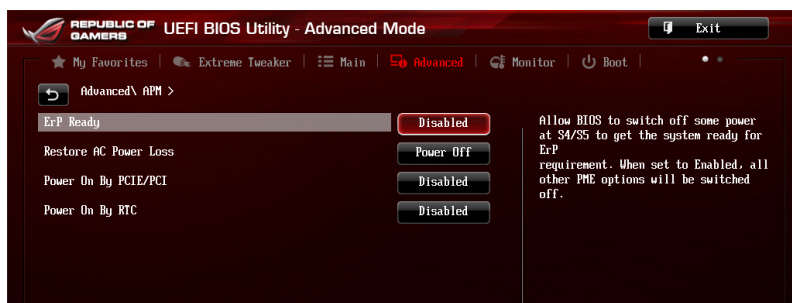 REPUBLIC OF
GAMERS
UEFI BIOS Utility - Advanced Mode
Exit
My Favorites | Extreme Tweaker | Main | Advanced | Monitor | Boot |
Advanced\ APM >
ErP Ready
Disabled
Restore AC Power Loss
Power Off
Power On By PCIE/PCI
Disabled
Power On By RTC
Disabled
Allow BIOS to switch off some power
at S4/S5 to get the system ready for
ErP
requirement. When set to Enabled, all
other PME options will be switched
off.